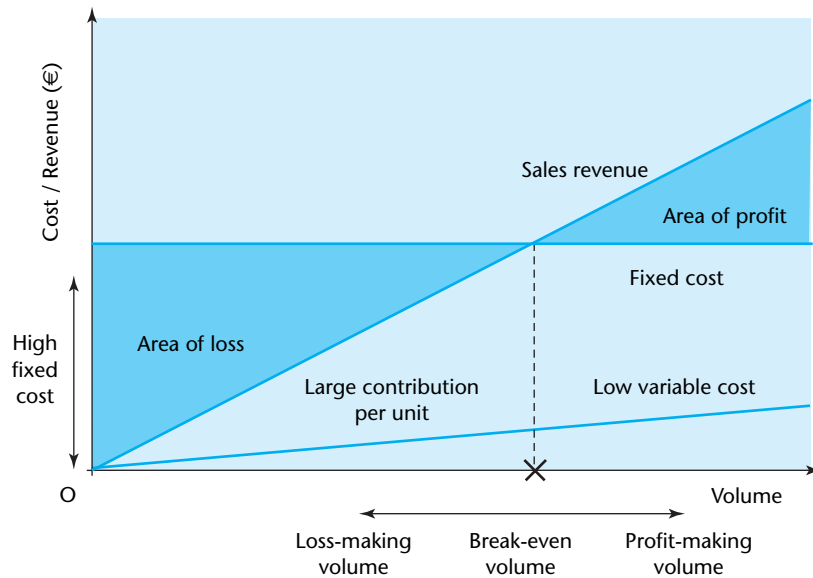 Cost / Revenue (€)
Sales revenue
Area of profit
Fixed cost
High
fixed
cost
Area of loss
Large contribution
per unit
Low variable cost
O
Volume
Loss-making
volume
Break-even
volume
Profit-making
volume